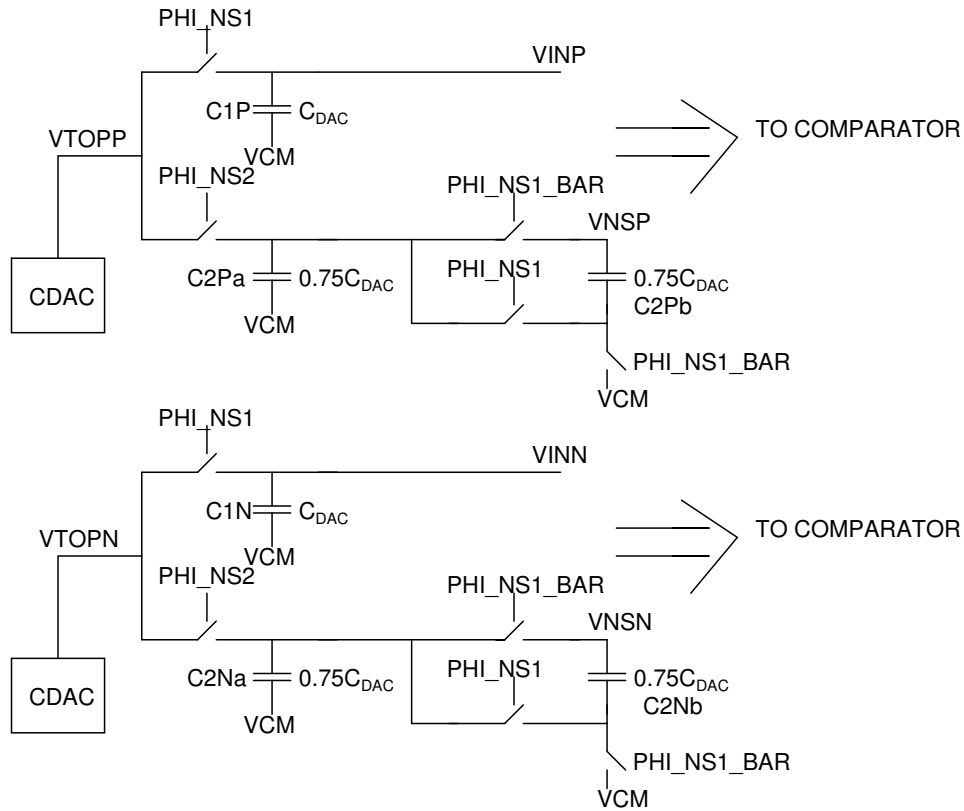 PHI_NS1
VINP
C1P
C_DAC
TO COMPARATOR
VTOPP
VCM
PHI_NS2
PHI_NS1_BAR
VNSP
CDAC
C2Pa
0.75C_DAC
PHI_NS1
0.75C_DAC
C2Pb
VCM
PHI_NS1_BAR
VCM
PHI_NS1
VINN
C1N
C_DAC
TO COMPARATOR
VTOPN
VCM
PHI_NS2
PHI_NS1_BAR
VNSN
CDAC
C2Na
0.75C_DAC
PHI_NS1
0.75C_DAC
C2Nb
VCM
PHI_NS1_BAR
VCM